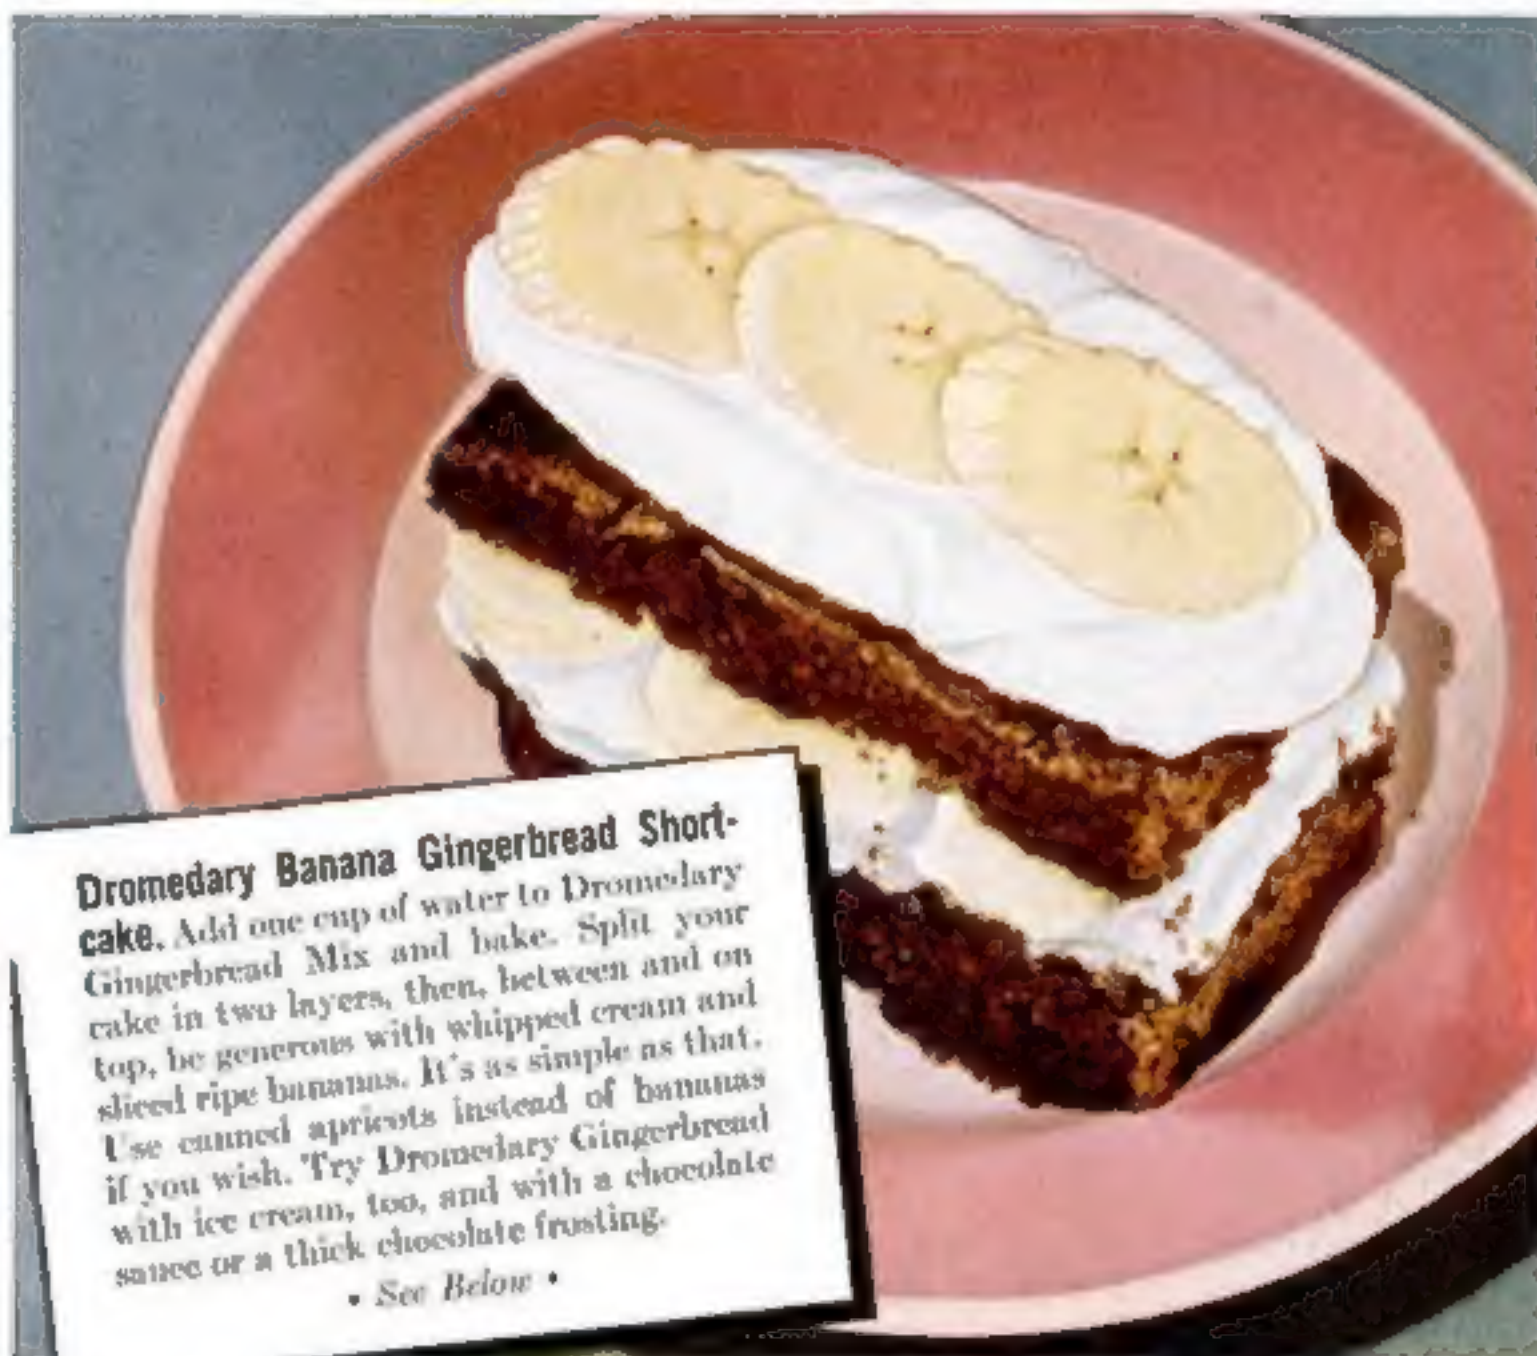 Dromedary Banana Gingerbread Short-
cake. Add one cup of water to Dromedary
Gingerbread Mix and bake. Split your
cake in two layers, then, between and on
top, be generous with whipped cream and
sliced ripe bananas. It's as simple as that.
Use canned apricots instead of bananas
if you wish. Try Dromedary Gingerbread
with ice cream, too, and with a chocolate
sauce or a thick chocolate frosting.
• See Below •